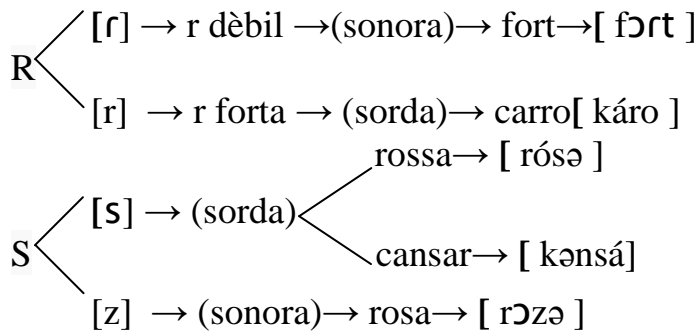 [ɾ] → r dèbil →(sonora)→ fort→[ fɔɾt ]
R
[r] → r forta → (sorda)→ carro[ káro ]
rossa→ [ rósə ]
[s] → (sorda)
S
cansar→ [ kənsá]
[z] → (sonora)→ rosa→ [ rɔzə ]